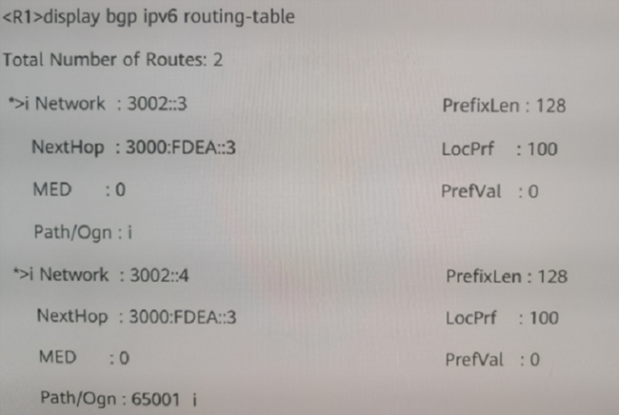 <R1>display bgp ipv6 routing-table
Total Number of Routes: 2
*>i Network : 3002::3 PrefixLen : 128
NextHop : 3000:FDEA::3 LocPrf : 100
MED : 0 PrefVal : 0
Path/Ogn : i
*>i Network : 3002::4 PrefixLen : 128
NextHop : 3000:FDEA::3 LocPrf : 100
MED : 0 PrefVal : 0
Path/Ogn : 65001 i